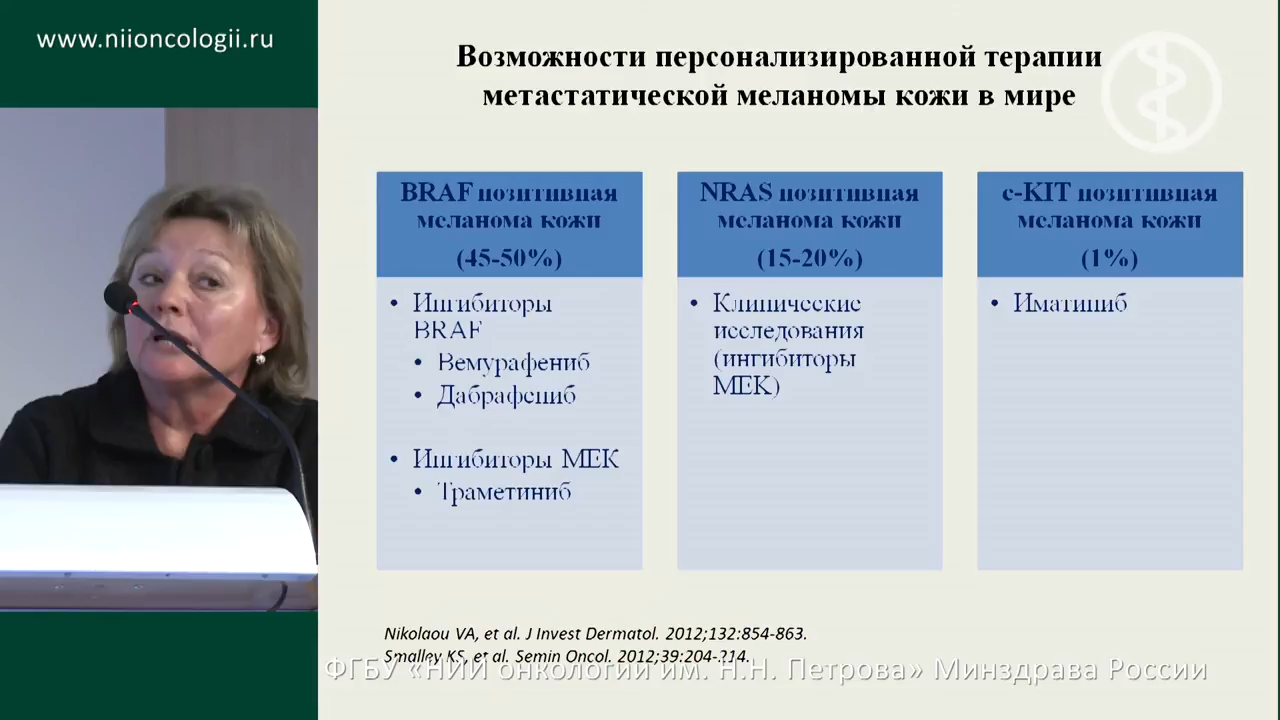 www.niioncologii.ru
Возможности персонализированной терапии
метастатической меланомы кожи в мире
BRAF позитивная
меланома кожи
(45-50%)
• Ингибиторы
BRAF
• Вемурафениб
• Дабрафениб
• Ингибиторы МЕК
• Траметиниб
NRAS позитивная
меланома кожи
(15-20%)
• Клинические
исследования
(ингибиторы
МЕК)
c-KIT позитивная
меланома кожи
(1%)
• Иматиниб
Nikolaou VA, et al. J Invest Dermatol. 2012;132:854-863.
Smalley KS, et al. Semin Oncol. 2012;39:204-214.
ФГБУ «НИИ онкологии им. Н.Н. Петрова» Минздрава России